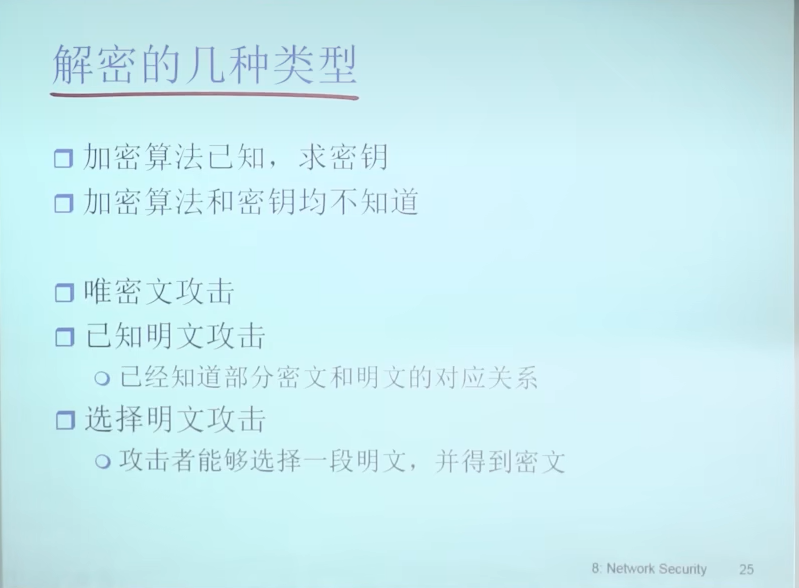 解密的几种类型
加密算法已知，求密钥
加密算法和密钥均不知道
唯密文攻击
已知明文攻击
已经知道部分密文和明文的对应关系
选择明文攻击
攻击者能够选择一段明文，并得到密文
8: Network Security 25